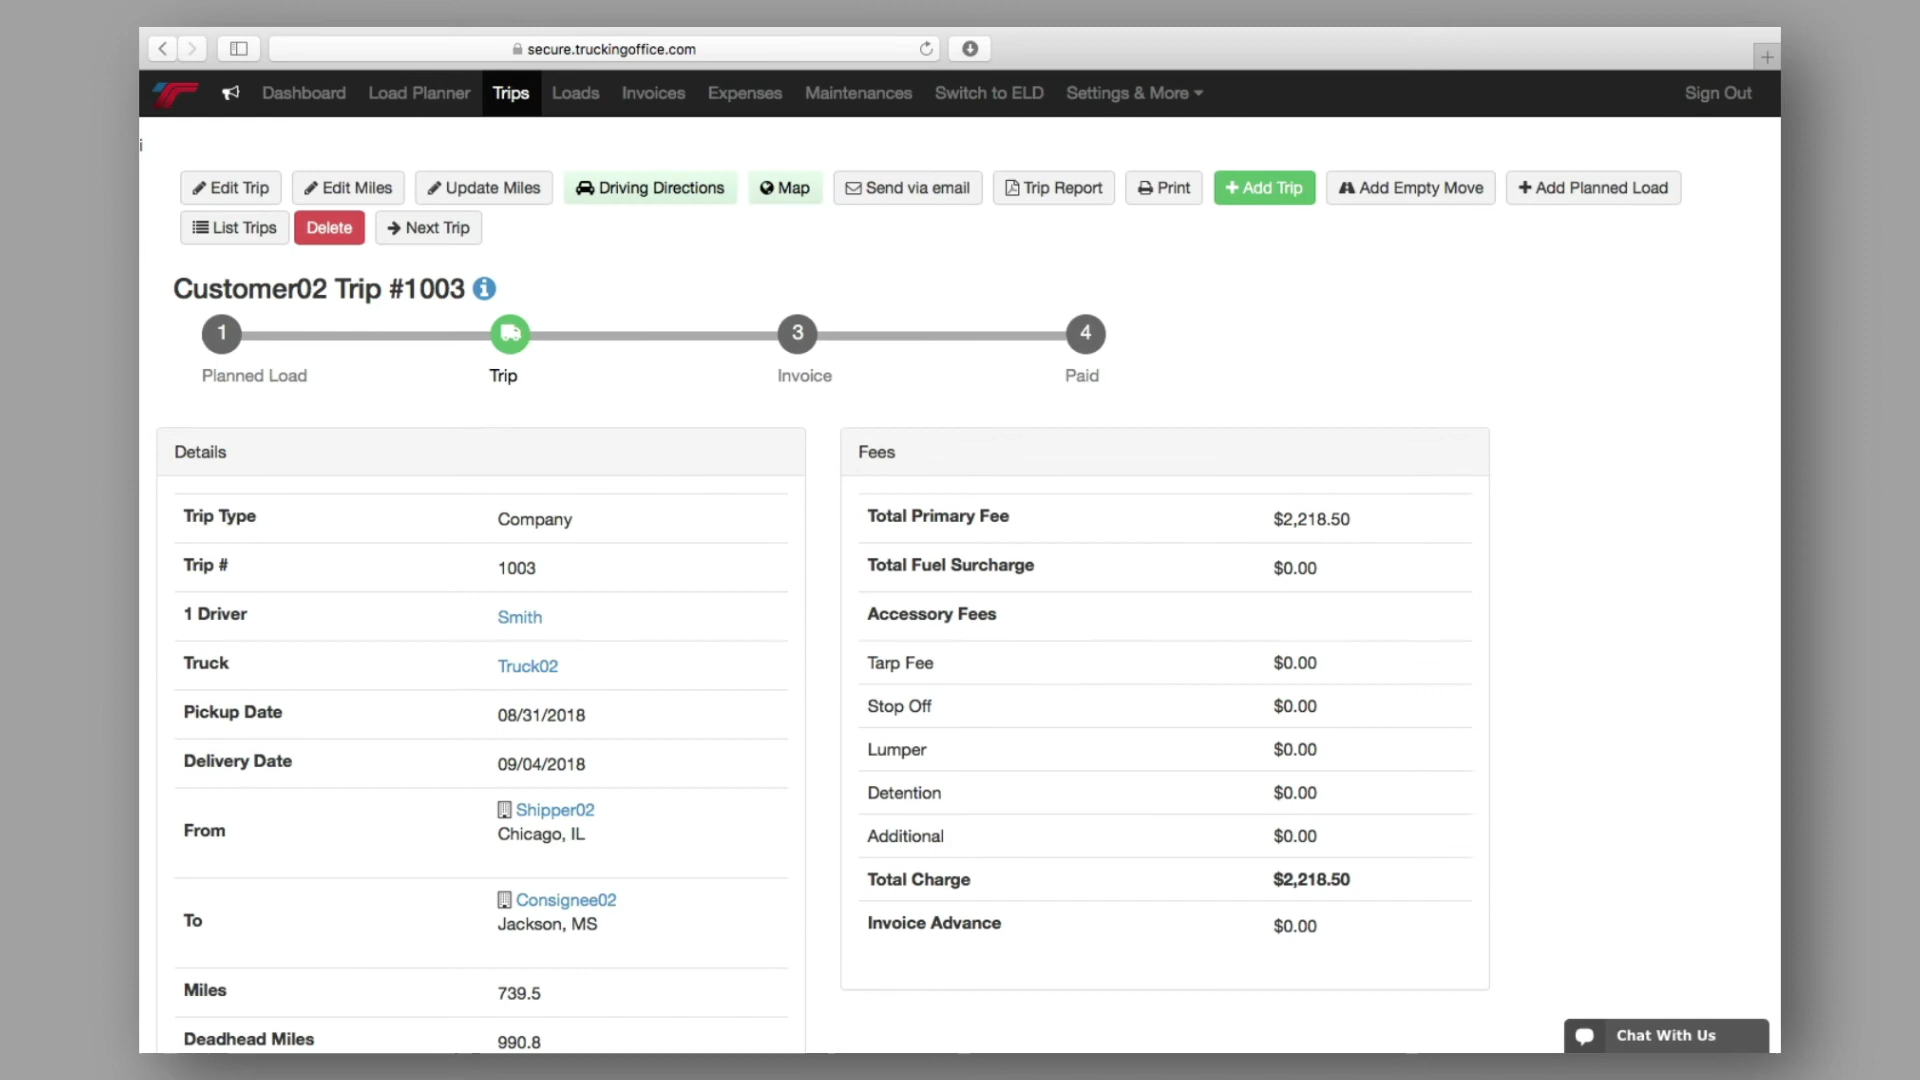 secure.truckingoffice.com
Dashboard Load Planner Trips Loads Invoices Expenses Maintenances Switch to ELD Settings & More Sign Out
i
Edit Trip Edit Miles Update Miles Driving Directions Map Send via email Trip Report Print + Add Trip Add Empty Move + Add Planned Load
List Trips Delete Next Trip
Customer02 Trip #1003
1 3 4
Planned Load Trip Invoice Paid
Details
Trip Type Company
Trip # 1003
1 Driver Smith
Truck Truck02
Pickup Date 08/31/2018
Delivery Date 09/04/2018
From Shipper02
Chicago, IL
To Consignee02
Jackson, MS
Miles 739.5
Deadhead Miles 990.8
Fees
Total Primary Fee $2,218.50
Total Fuel Surcharge $0.00
Accessory Fees
Tarp Fee $0.00
Stop Off $0.00
Lumper $0.00
Detention $0.00
Additional $0.00
Total Charge $2,218.50
Invoice Advance $0.00
Chat With Us